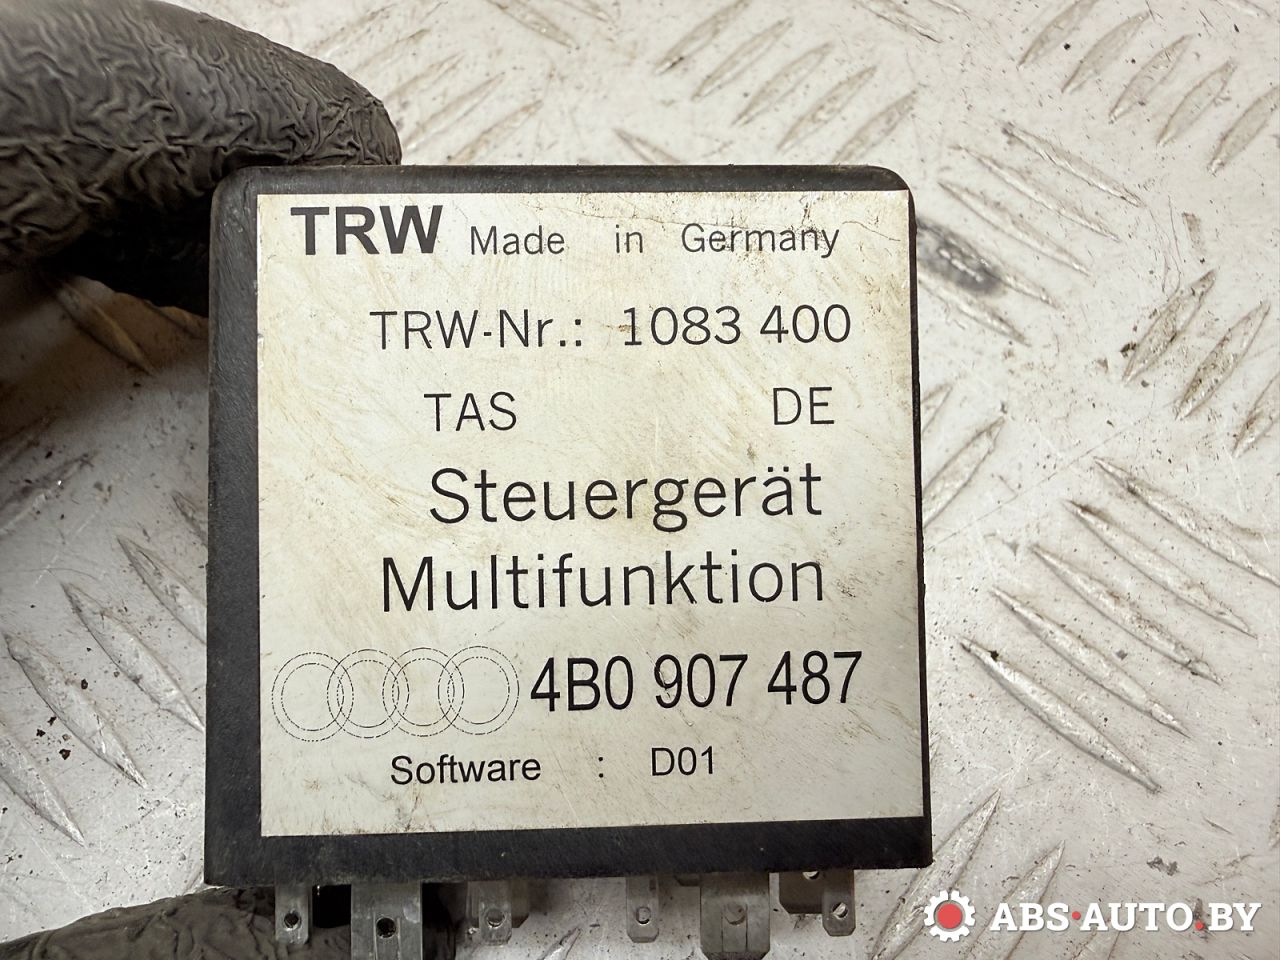 TRW Made in Germany
TRW-Nr.: 1083 400
TAS DE
Steuergerät
Multifunktion
4B0 907 487
Software : D01
ABS·AUTO.BY